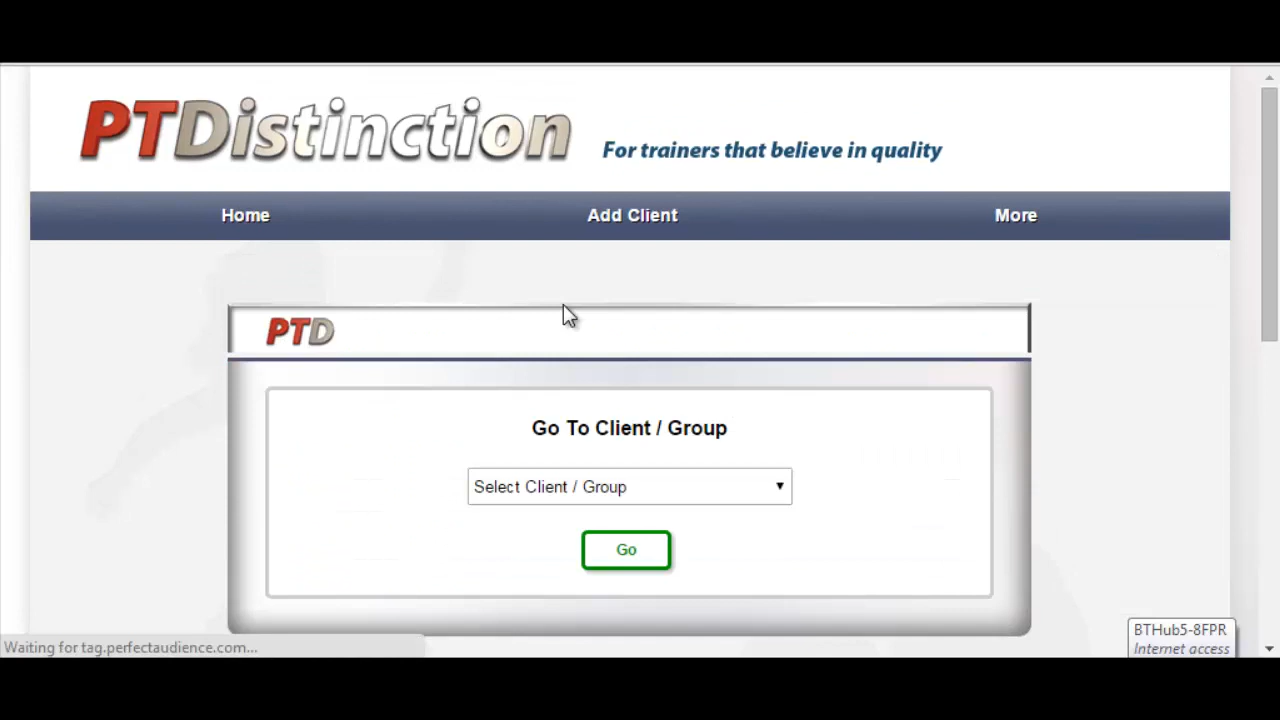 PTDistinction
For trainers that believe in quality
Home Add Client More
PTD
Go To Client / Group
Select Client / Group
Go
Waiting for tag.perfectaudience.com...
BTHub5-8FPR
Internet access